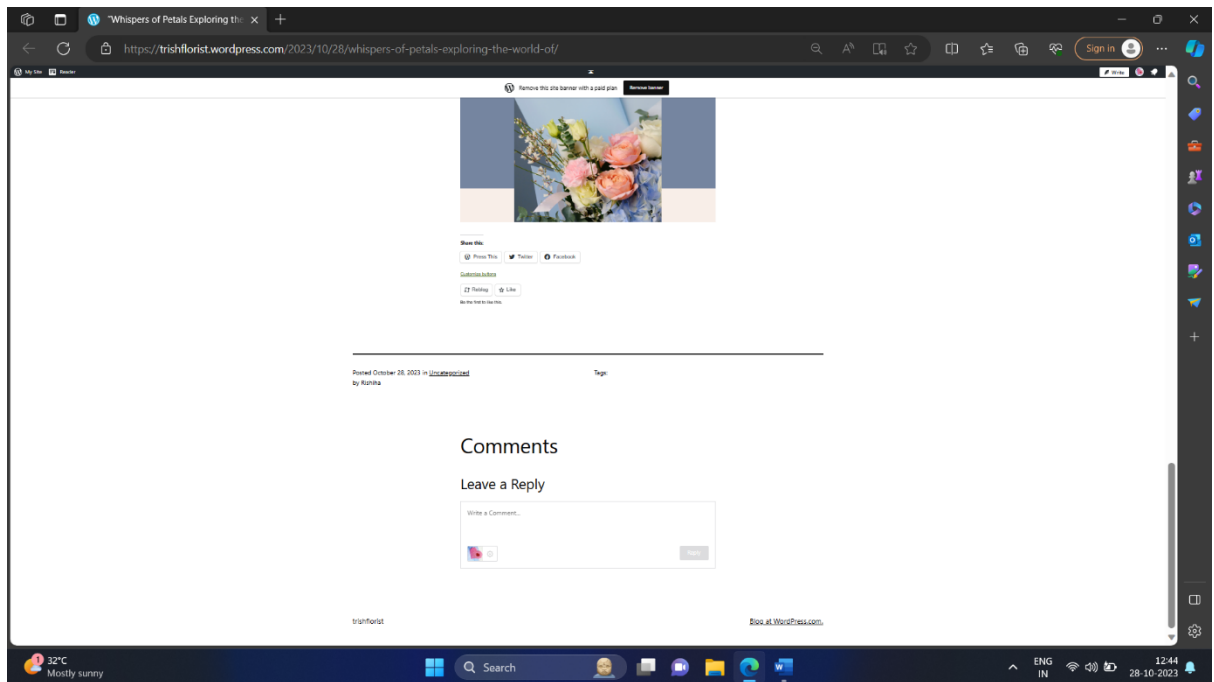 "Whispers of Petals Exploring the
https://trishflorist.wordpress.com/2023/10/28/whispers-of-petals-exploring-the-world-of/
Sign in
My Site Reader
Write
Remove this site banner with a paid plan Remove banner
Share this:
Press This Twitter Facebook
Customize buttons
Reblog Like
Be the first to like this.
Posted October 28, 2023 in Uncategorized
by Rishiha
Tags:
Comments
Leave a Reply
Write a Comment...
Reply
trishflorist
Blog at WordPress.com.
1
32°C
Mostly sunny
Search
ENG
IN
12:44
28-10-2023